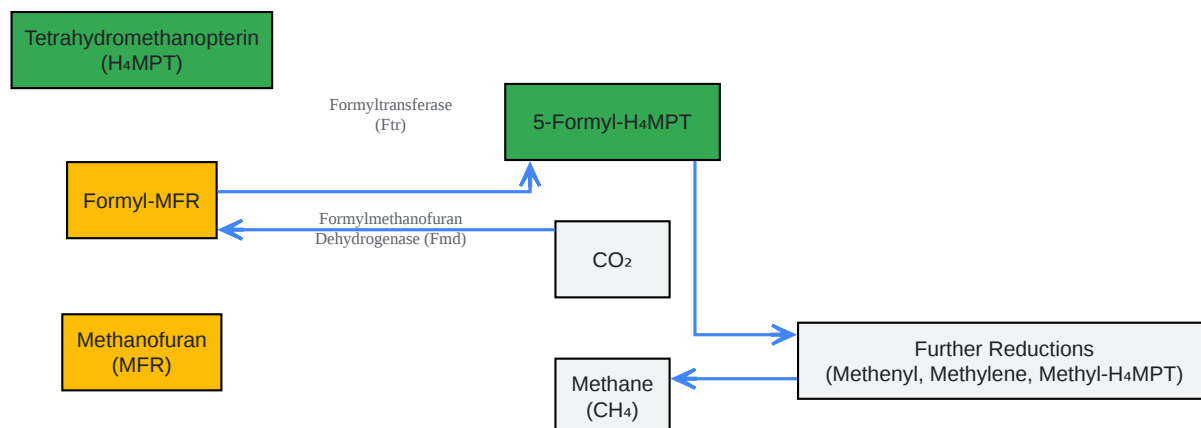 Tetrahydromethanopterin
(H₄MPT)
Formyltransferase
(Ftr)
5-Formyl-H₄MPT
Formyl-MFR
Formylmethanofuran
Dehydrogenase (Fmd)
CO₂
Methanofuran
(MFR)
Further Reductions
(Methenyl, Methylene, Methyl-H₄MPT)
Methane
(CH₄)